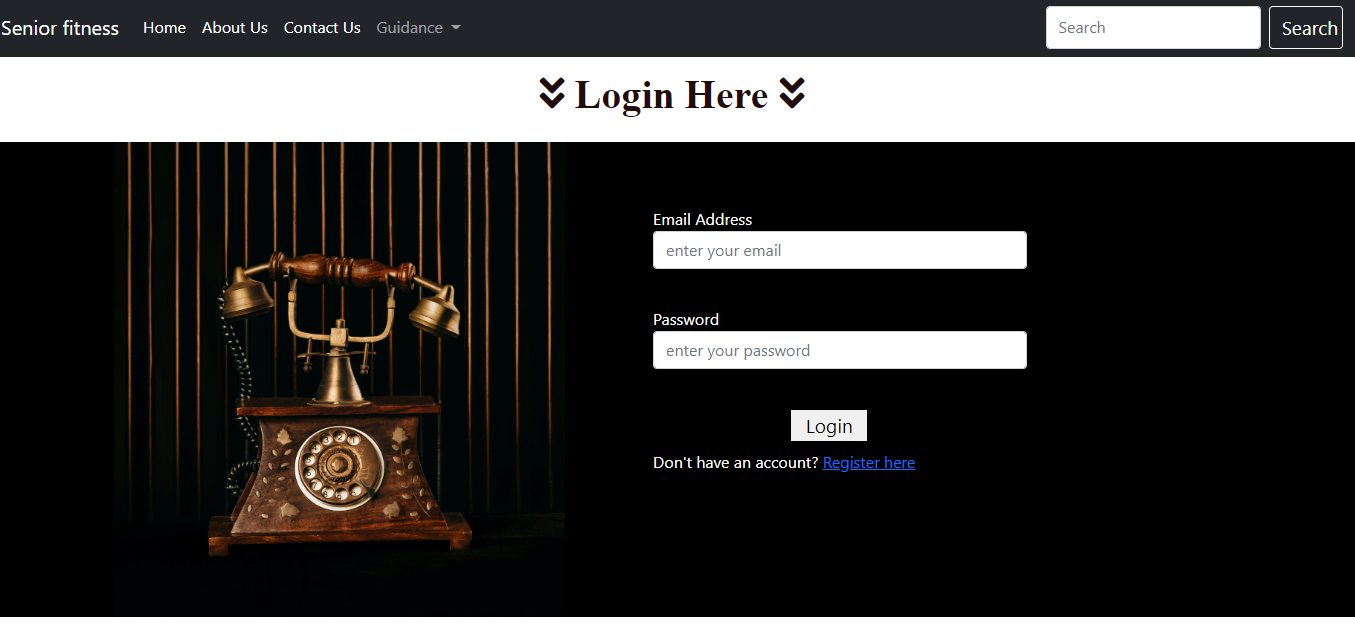 Senior fitness Home About Us Contact Us Guidance Search Search
Login Here
Email Address
enter your email
Password
enter your password
Login
Don't have an account? Register here